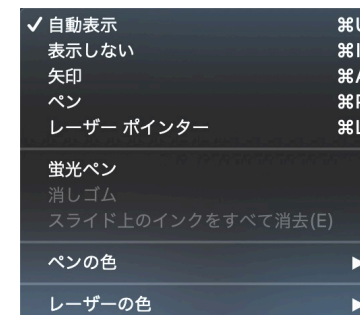 ✓ 自動表示 ⌘U
表示しない ⌘I
矢印 ⌘A
ペン ⌘P
レーザー ポインター ⌘L
蛍光ペン
消しゴム
スライド上のインクをすべて消去(E)
ペンの色 ▶
レーザーの色 ▶